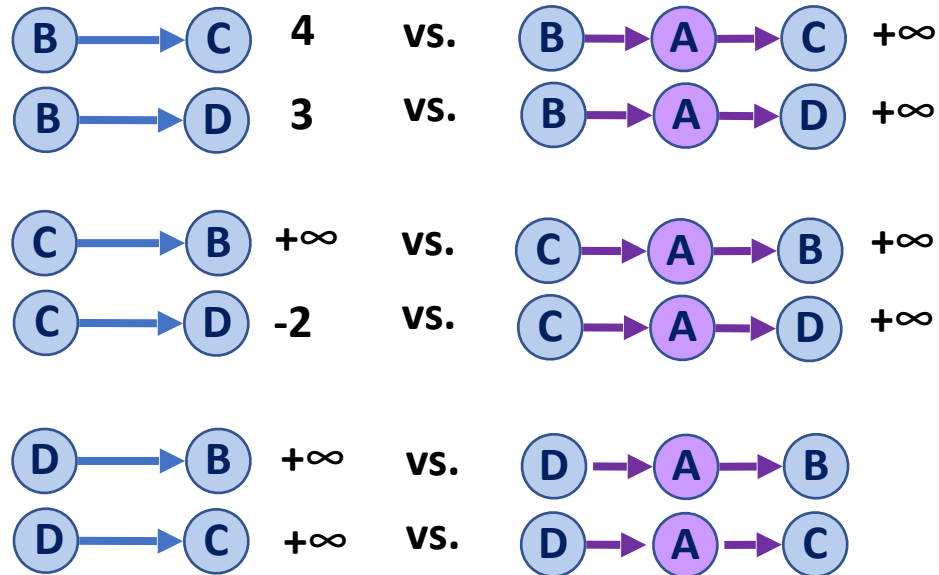 B C 4 vs. B A C +∞
B D 3 vs. B A D +∞
C B +∞ vs. C A B +∞
C D -2 vs. C A D +∞
D B +∞ vs. D A B
D C +∞ vs. D A C